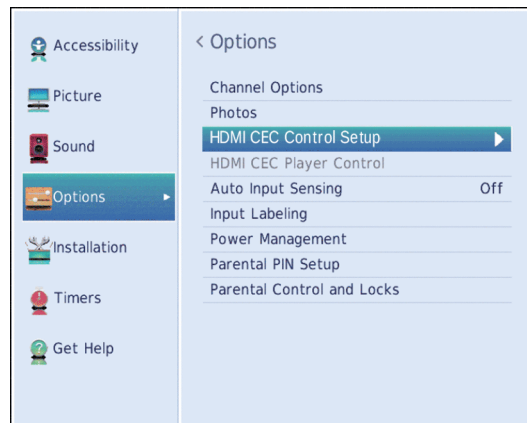 Accessibility
Picture
Sound
Options
Installation
Timers
Get Help
< Options
Channel Options
Photos
HDMI CEC Control Setup
HDMI CEC Player Control
Auto Input Sensing Off
Input Labeling
Power Management
Parental PIN Setup
Parental Control and Locks